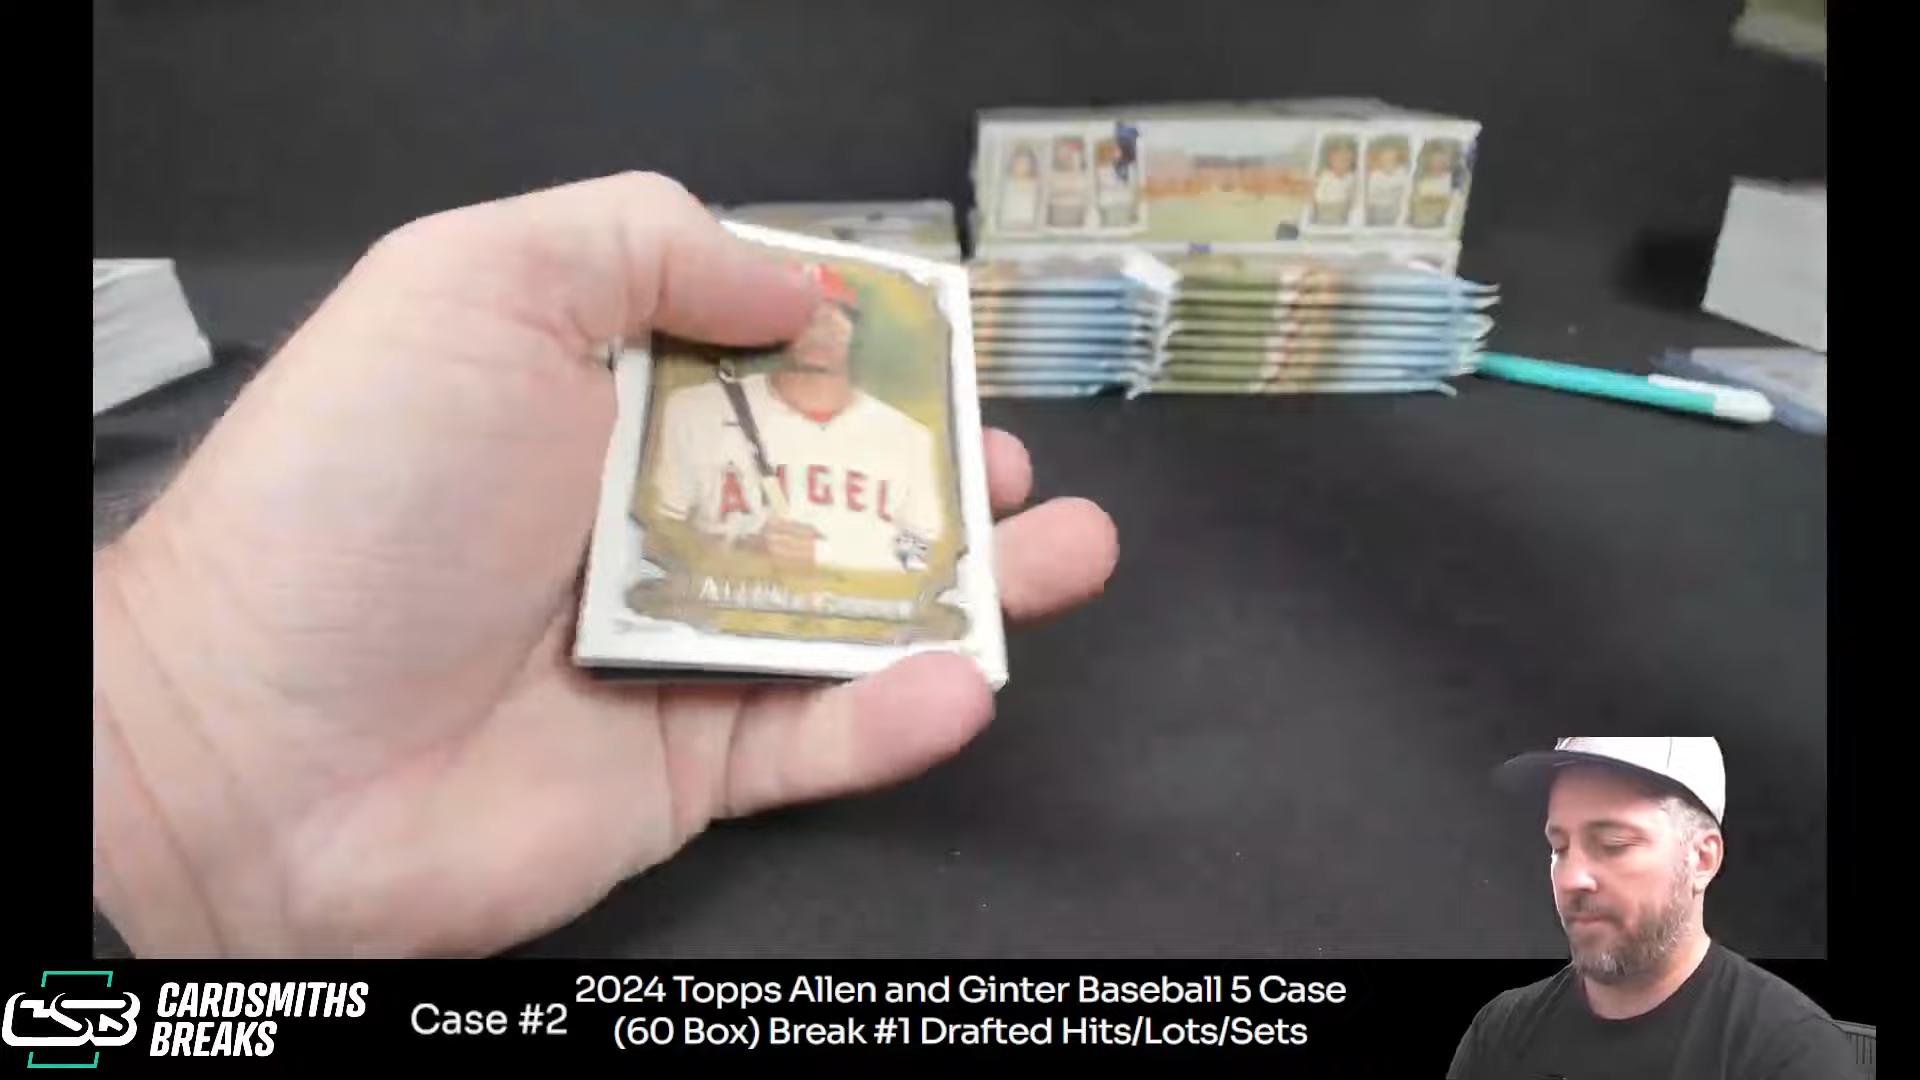 ANGEL
ALLEN & GINTER
CSB
CARDSMITHS
BREAKS
Case #2
2024 Topps Allen and Ginter Baseball 5 Case
(60 Box) Break #1 Drafted Hits/Lots/Sets